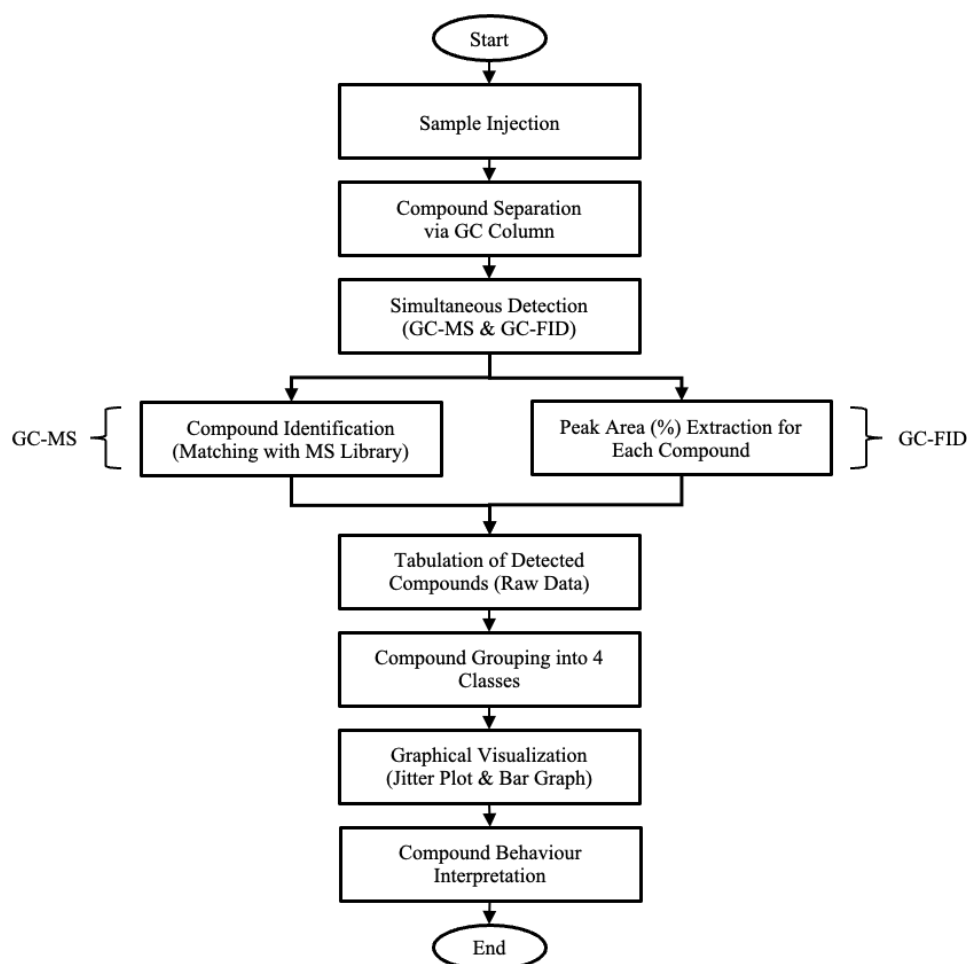 Start
Sample Injection
Compound Separation
via GC Column
Simultaneous Detection
(GC-MS & GC-FID)
GC-MS
Compound Identification
(Matching with MS Library)
Peak Area (%) Extraction for
Each Compound
GC-FID
Tabulation of Detected
Compounds (Raw Data)
Compound Grouping into 4
Classes
Graphical Visualization
(Jitter Plot & Bar Graph)
Compound Behaviour
Interpretation
End